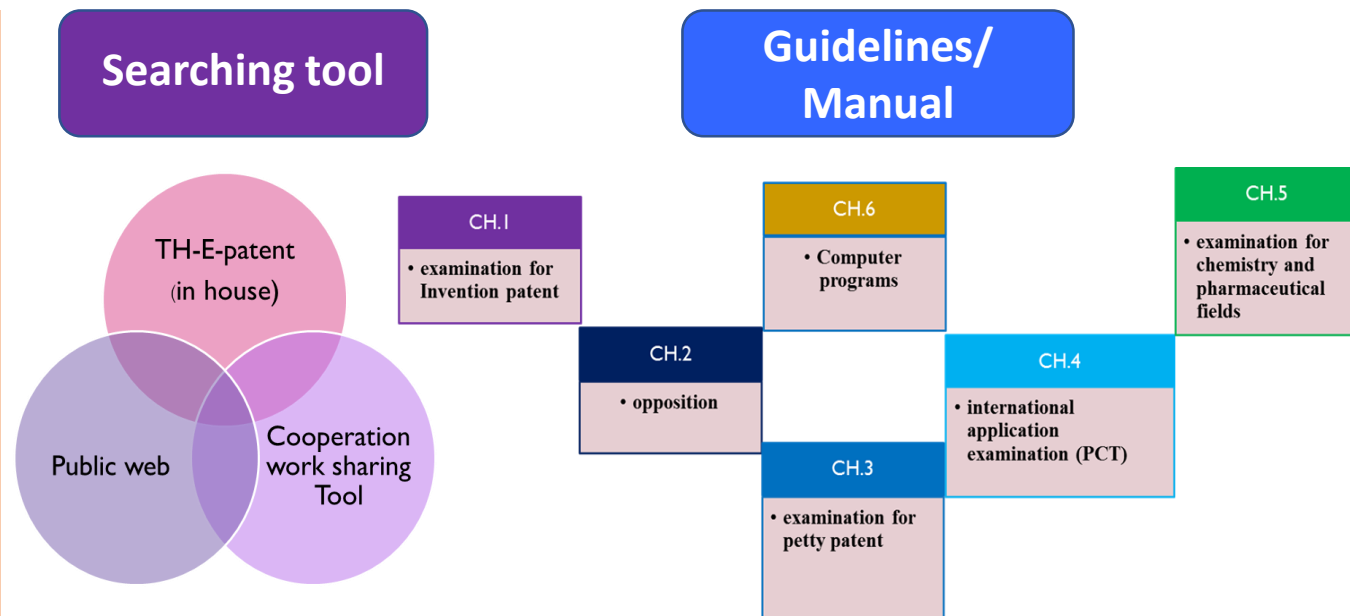 Searching tool
Guidelines/
Manual
TH-E-patent
(in house)
Public web
Cooperation
work sharing
Tool
CH.1
• examination for
Invention patent
CH.2
• opposition
CH.6
• Computer
programs
CH.3
• examination for
petty patent
CH.4
• international
application
examination (PCT)
CH.5
• examination for
chemistry and
pharmaceutical
fields